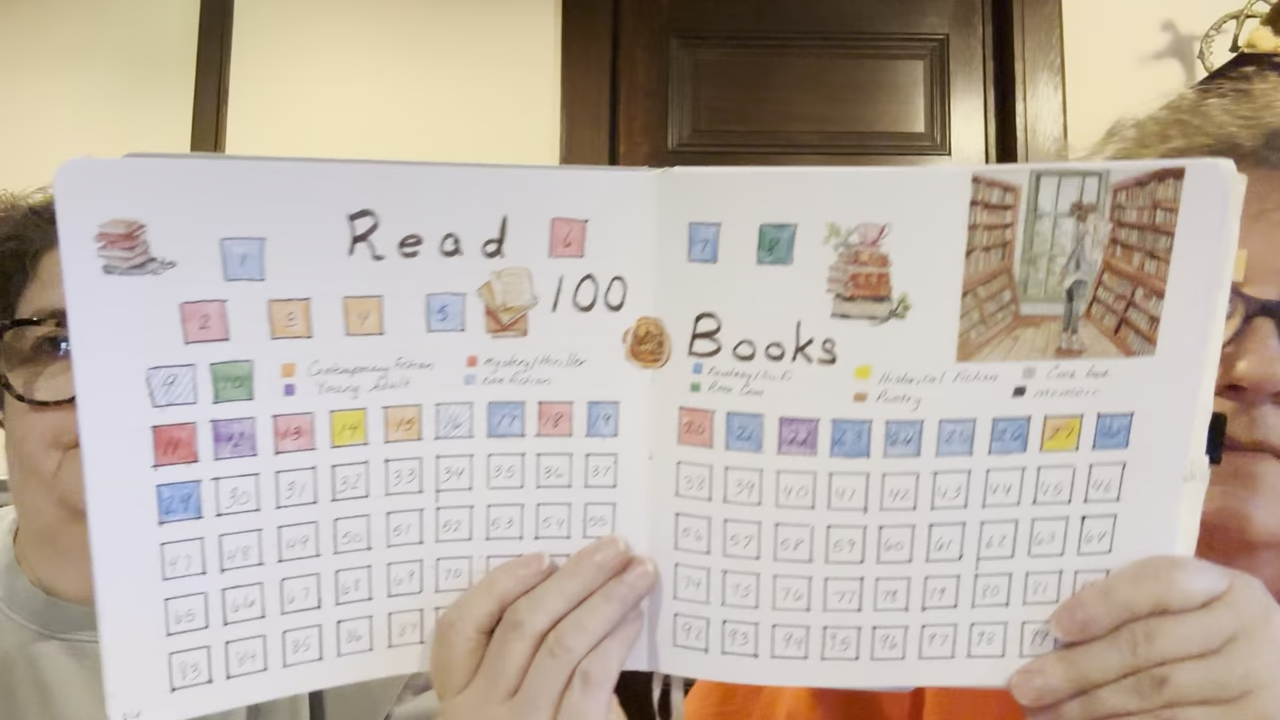 1 Read 6 7 8
2 3 4 5 100
Books
9 10 Contemporary fiction mystery/thriller Fantasy/Sci Fi Historical Fiction Cook book
Young Adult non fiction Rom Com Poetry memoir
11 12 13 14 15 16 17 18 19 20 21 22 23 24 25 26 27 28
29 30 31 32 33 34 35 36 37 38 39 40 41 42 43 44 45 46
47 48 49 50 51 52 53 54 55 56 57 58 59 60 61 62 63 64
65 66 67 68 69 70 74 75 76 77 78 79 80 81
83 84 85 86 87 92 93 94 95 96 97 98 99